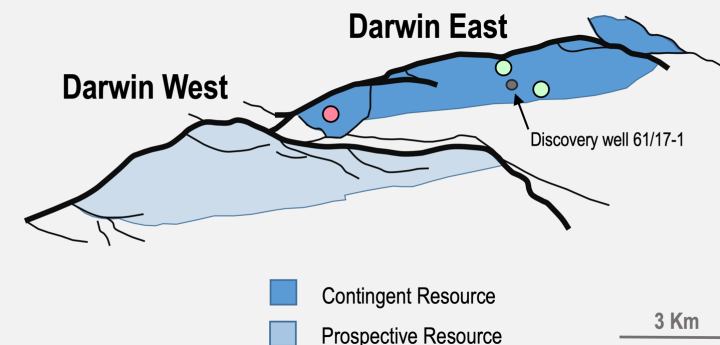 Darwin East
Darwin West
Discovery well 61/17-1
Contingent Resource
3 Km
Prospective Resource